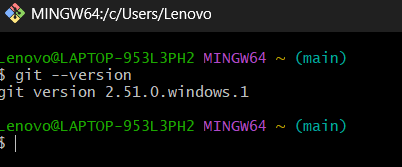 MINGW64:/c/Users/Lenovo
Lenovo@LAPTOP-953L3PH2 MINGW64 ~ (main)
$ git --version
git version 2.51.0.windows.1
Lenovo@LAPTOP-953L3PH2 MINGW64 ~ (main)
$